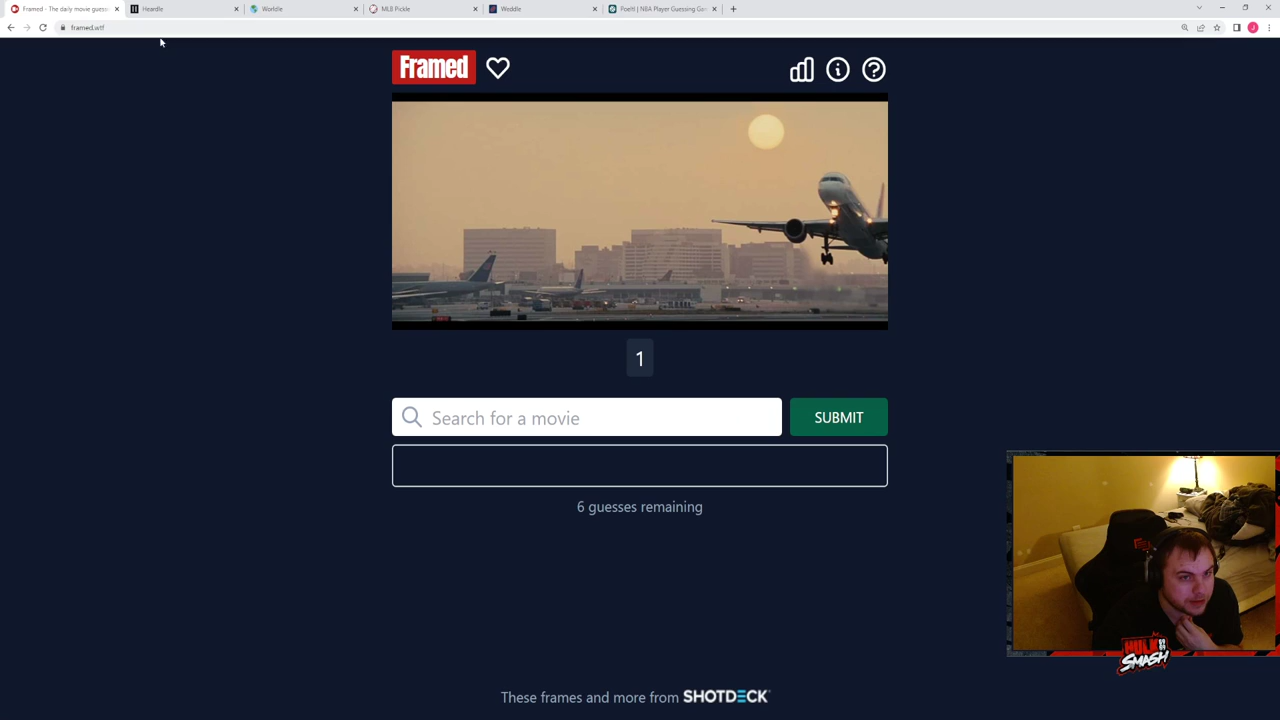 Framed - The daily movie guess
Heardle
Worldle
MLB Pickle
Weddle
Poeltl | NBA Player Guessing Ga
framed.wtf
Framed
1
Search for a movie
SUBMIT
6 guesses remaining
HULK
SMASH
These frames and more from SHOTDECK